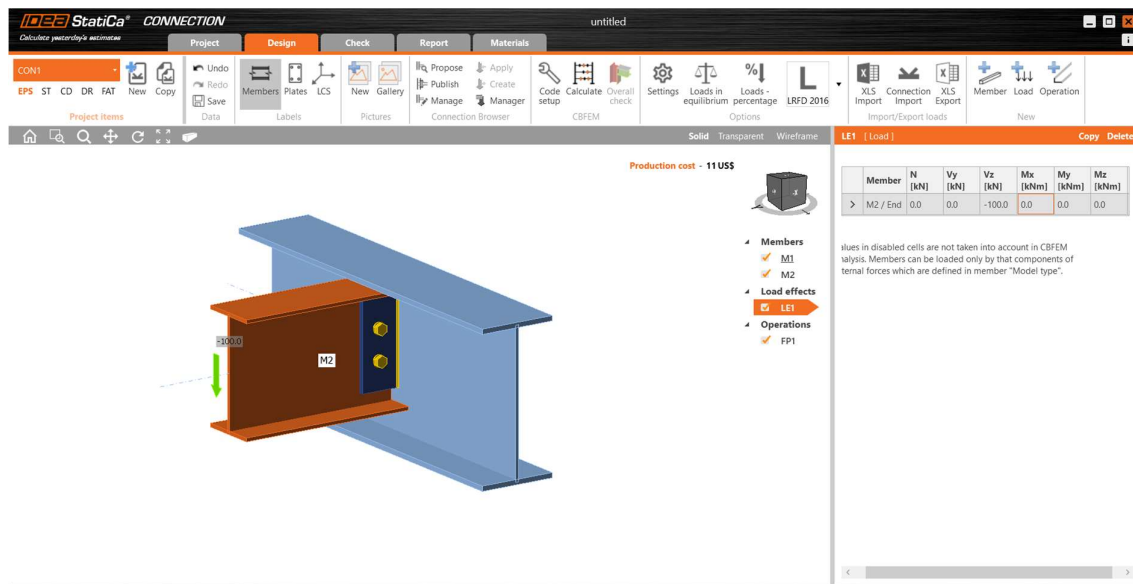 IDEA StatiCa® CONNECTION
untitled
Calculate yesterday's estimates
Project Design Check Report Materials
CON1
EPS ST CD DR FAT
New Copy
Project items
Undo
Redo
Save
Data
Members Plates LCS
Labels
New Gallery
Pictures
Propose Apply
Publish Create
Manage Manager
Connection Browser
Code setup
Calculate
Overall check
CBFEM
Settings
Loads in equilibrium
Loads - percentage
L
LRFD 2016
Options
XLS Import
Connection Import
XLS Export
Import/Export loads
Member Load Operation
New
Solid Transparent Wireframe
LE1 [ Load ] Copy Delete
Production cost - 11 US$
Member N [kN] Vy [kN] Vz [kN] Mx [kNm] My [kNm] Mz [kNm]
> M2 / End 0.0 0.0 -100.0 0.0 0.0 0.0
alues in disabled cells are not taken into account in CBFEM
nalysis. Members can be loaded only by that components of
ternal forces which are defined in member "Model type".
Members
M1
M2
Load effects
LE1
Operations
FP1
-100.0
M2